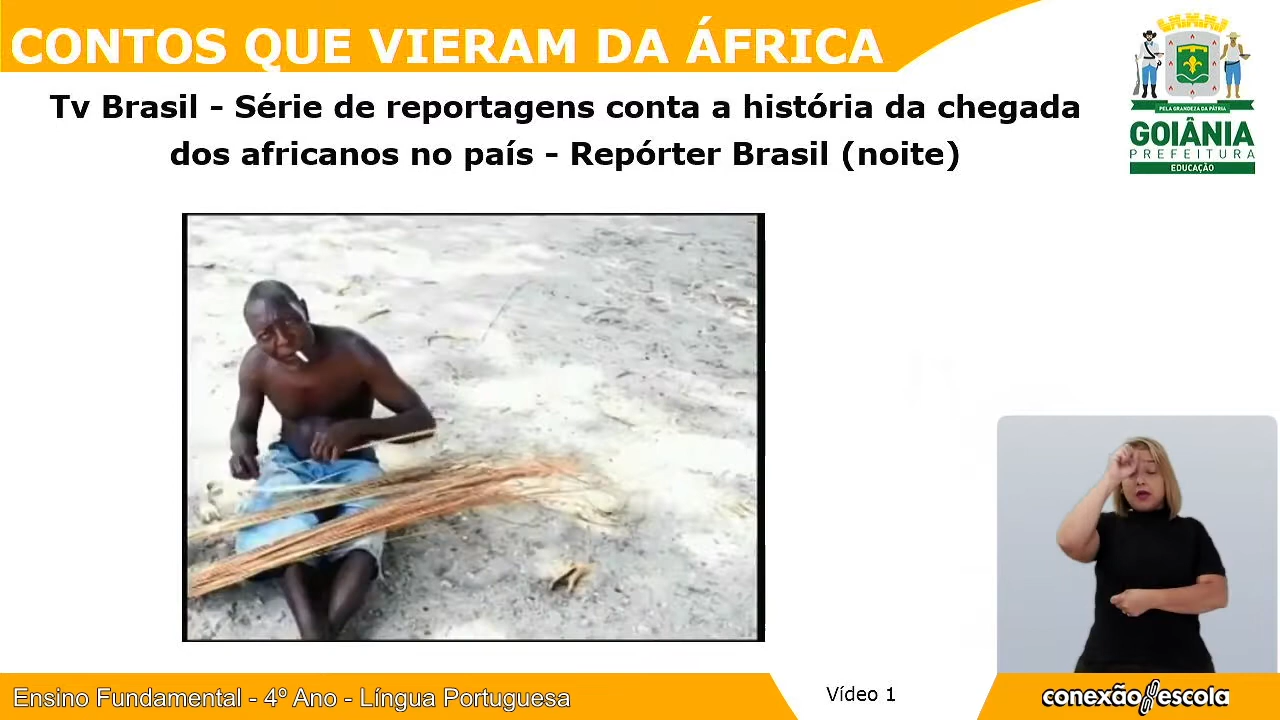 CONTOS QUE VIERAM DA ÁFRICA
Tv Brasil - Série de reportagens conta a história da chegada
dos africanos no país - Repórter Brasil (noite)
PELA GRANDEZA DA PÁTRIA
GOIÂNIA
PREFEITURA
EDUCAÇÃO
Ensino Fundamental - 4º Ano - Língua Portuguesa
Vídeo 1
conexão escola